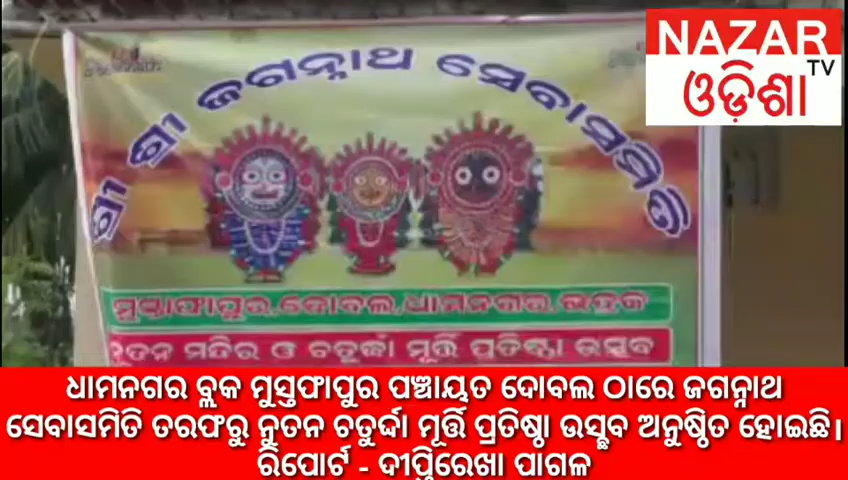 NAZAR
TV
ଓଡ଼ିଶା
ଶ୍ରୀ ଶ୍ରୀ ଜଗନ୍ନାଥ ସେବାସମିତି
ମୁସ୍ତାଫାପୁର, ଦୋବଲ, ଧାମନଗର, ଭଦ୍ରକ
ନୂତନ ମନ୍ଦିର ଓ ଚତୁର୍ଦ୍ଧା ମୂର୍ତ୍ତି ପ୍ରତିଷ୍ଠା ଉତ୍ସବ
ଧାମନଗର ବ୍ଲକ ମୁସ୍ତଫାପୁର ପଞ୍ଚାୟତ ଦୋବଲ ଠାରେ ଜଗନ୍ନାଥ
ସେବାସମିତି ତରଫରୁ ନୁତନ ଚତୁର୍ଦ୍ଦା ମୂର୍ତ୍ତି ପ୍ରତିଷ୍ଠା ଉତ୍ସବ ଅନୁଷ୍ଠିତ ହୋଇଛି।
ରିପୋର୍ଟ - ଦୀପ୍ତିରେଖା ପାଗଳ